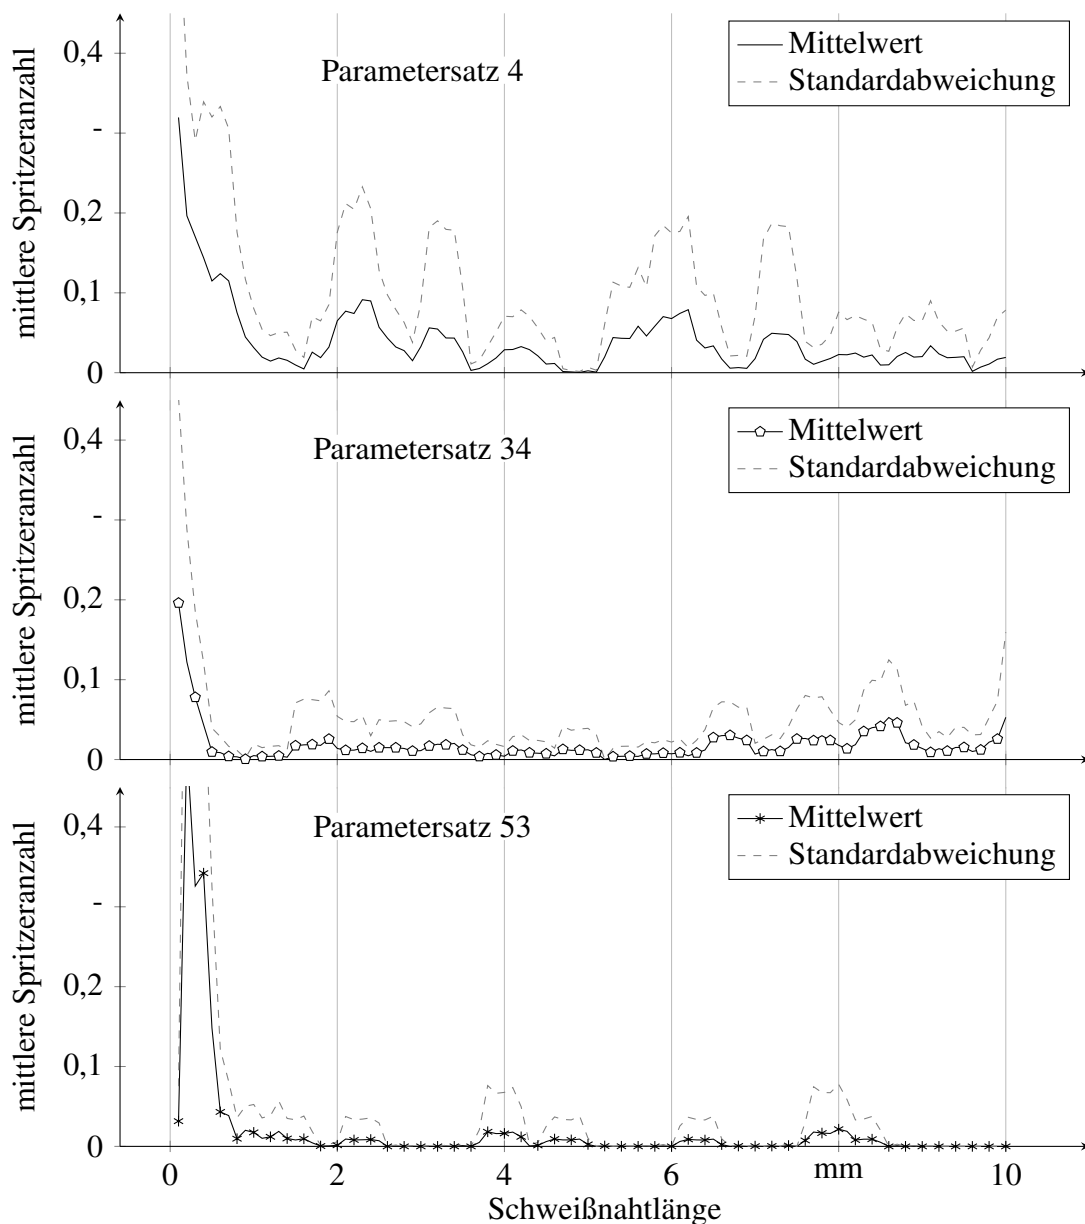 0,4
-
0,2
0,1
0
mittlere Spritzeranzahl
Parametersatz 4
Mittelwert
Standardabweichung
0,4
-
0,2
0,1
0
mittlere Spritzeranzahl
Parametersatz 34
Mittelwert
Standardabweichung
0,4
-
0,2
0,1
0
mittlere Spritzeranzahl
Parametersatz 53
Mittelwert
Standardabweichung
0 2 4 6 mm 10
Schweißnahtlänge